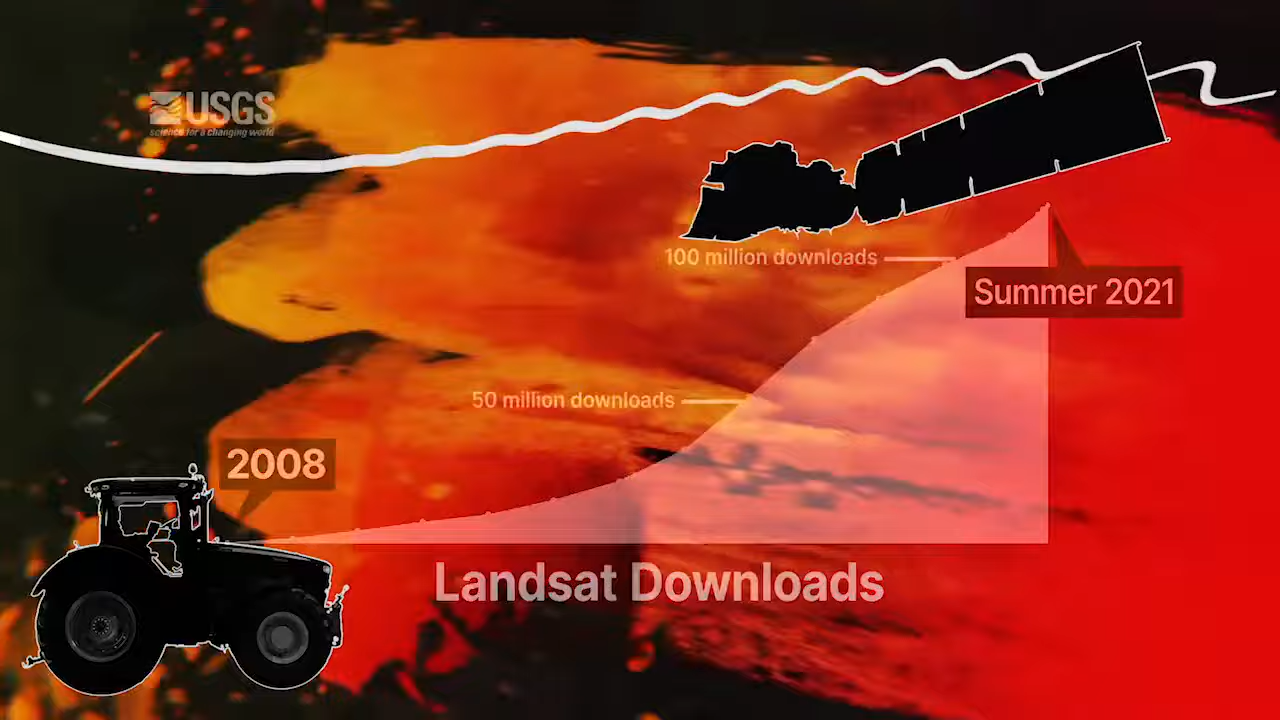 USGS
science for a changing world
100 million downloads
Summer 2021
50 million downloads
2008
Landsat Downloads